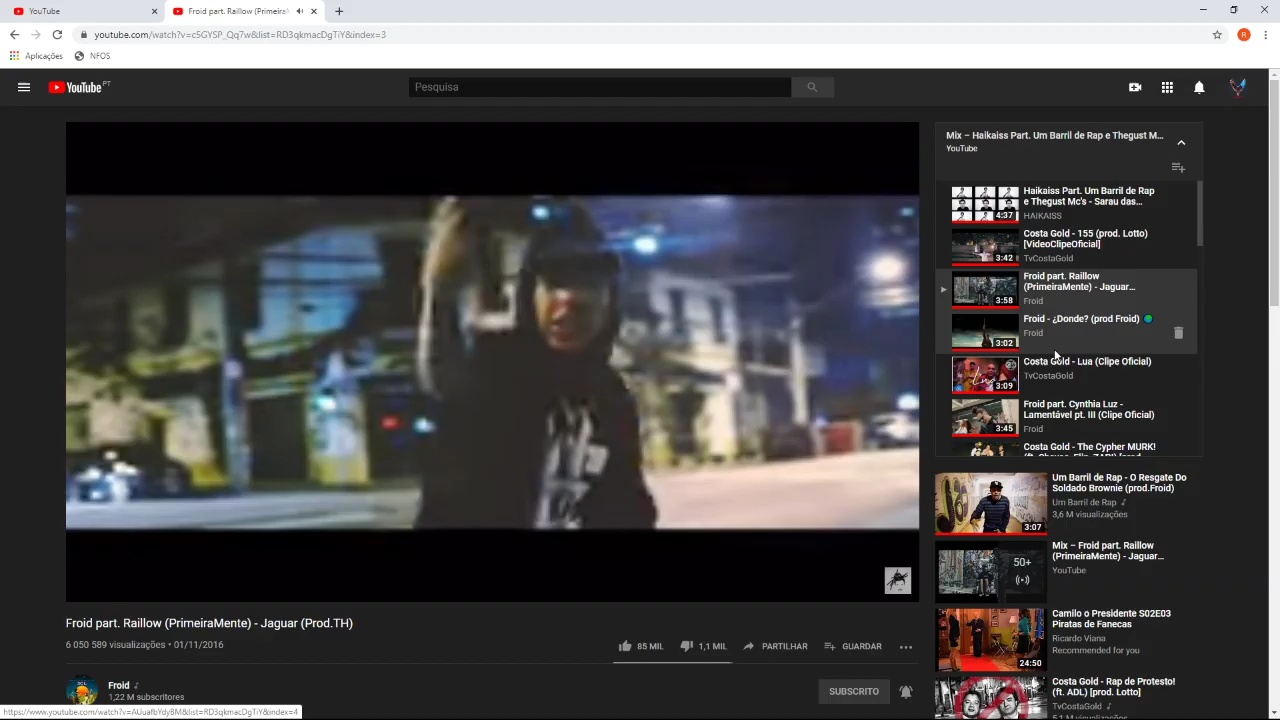 YouTube
Froid part. Raillow (PrimeiraMe
youtube.com/watch?v=c5GYSP_Qq7w&list=RD3qkmacDgTiY&index=3
R
Aplicações
NFOS
YouTube PT
Pesquisa
Mix – Haikaiss Part. Um Barril de Rap e Thegust M...
YouTube
Haikaiss Part. Um Barril de Rap
e Thegust Mc's - Sarau das...
HAIKAISS
4:37
Costa Gold - 155 (prod. Lotto)
[VideoClipeOficial]
TvCostaGold
3:42
Froid part. Raillow
(PrimeiraMente) - Jaguar...
Froid
3:58
Froid - ¿Donde? (prod Froid)
Froid
3:02
Costa Gold - Lua (Clipe Oficial)
TvCostaGold
Lua
3:09
Froid part. Cynthia Luz -
Lamentável pt. III (Clipe Oficial)
Froid
3:45
Costa Gold - The Cypher MURK!
Um Barril de Rap - O Resgate Do
Soldado Brownie (prod.Froid)
Um Barril de Rap
3,6 M visualizações
3:07
Mix – Froid part. Raillow
(PrimeiraMente) - Jaguar...
YouTube
50+
Camilo o Presidente S02E03
Piratas de Fanecas
Ricardo Viana
Recommended for you
24:50
Costa Gold - Rap de Protesto!
(ft. ADL) [prod. Lotto]
TvCostaGold
5,1 M visualizações
Froid part. Raillow (PrimeiraMente) - Jaguar (Prod.TH)
6 050 589 visualizações • 01/11/2016
85 MIL
1,1 MIL
PARTILHAR
GUARDAR
Froid
1,22 M subscritores
SUBSCRITO
https://www.youtube.com/watch?v=AUuafbYdy8M&list=RD3qkmacDgTiY&index=4